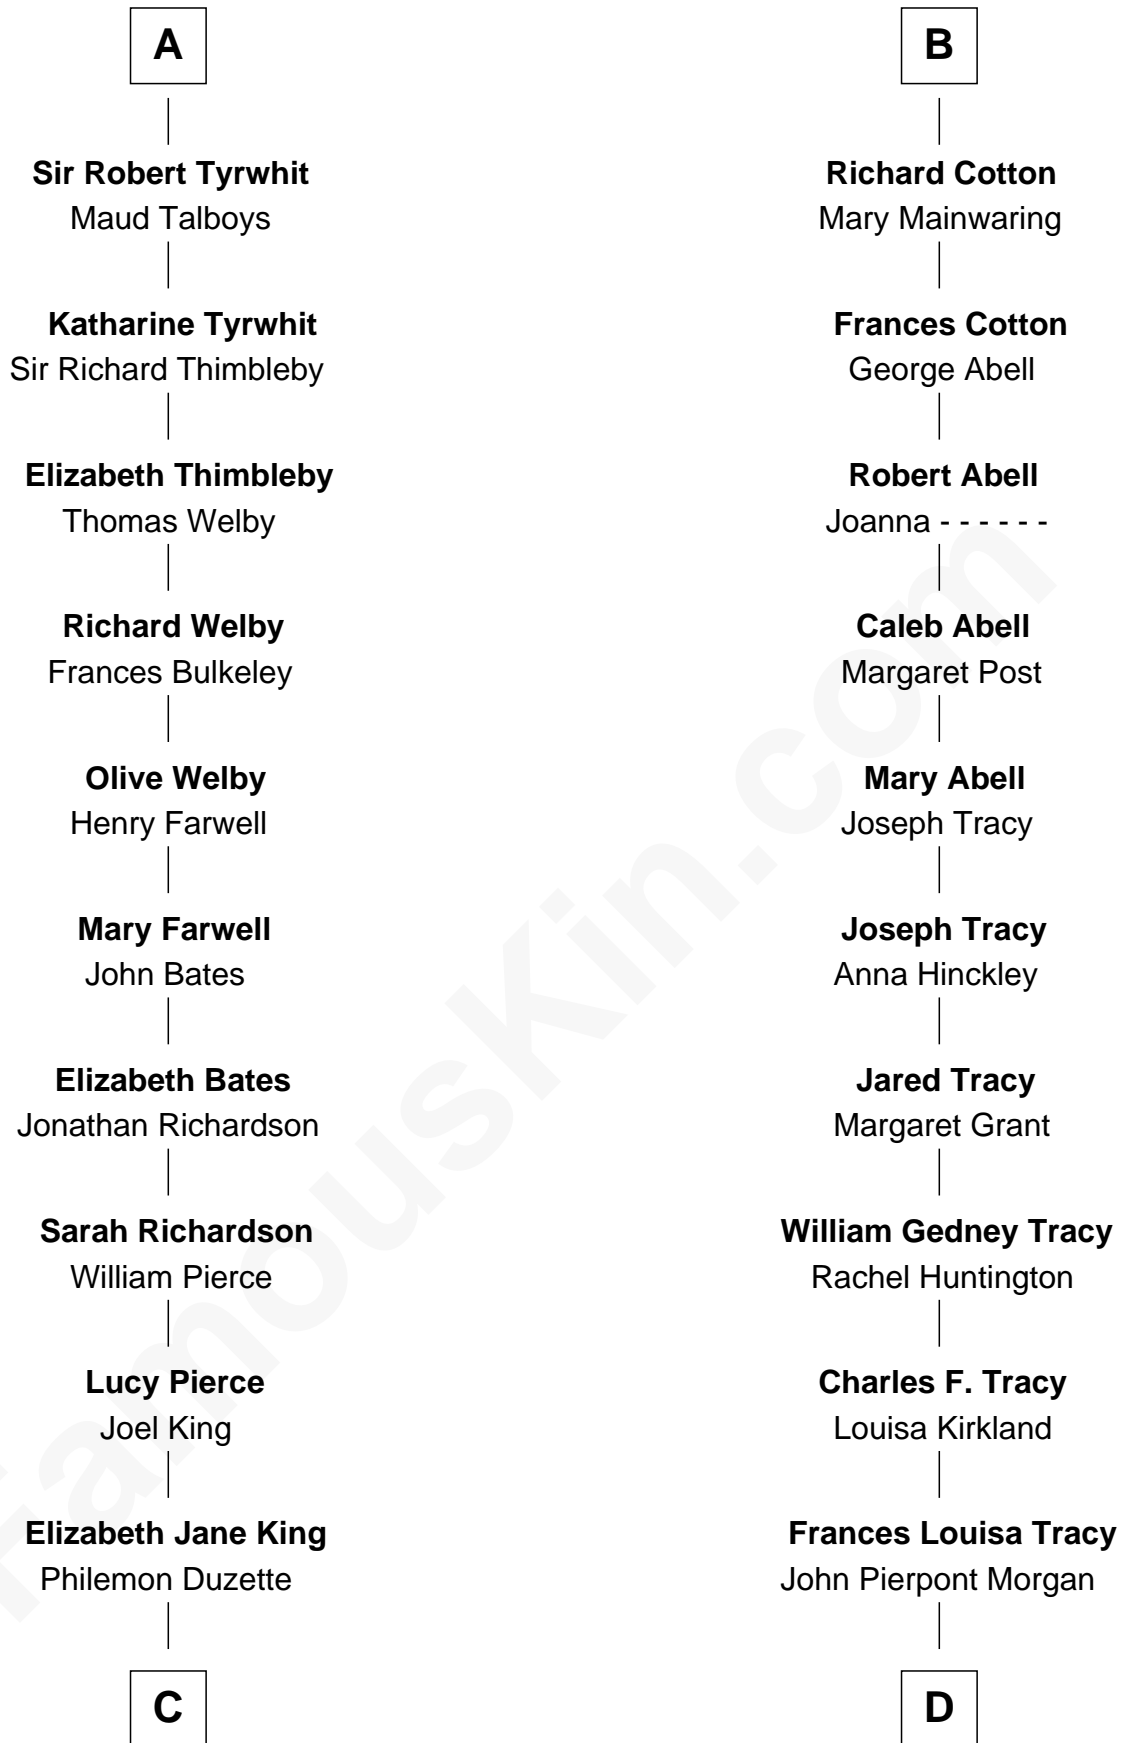 A
Sir Robert Tyrwhit
Maud Talboys
Katharine Tyrwhit
Sir Richard Thimbleby
Elizabeth Thimbleby
Thomas Welby
Richard Welby
Frances Bulkeley
Olive Welby
Henry Farwell
Mary Farwell
John Bates
Elizabeth Bates
Jonathan Richardson
Sarah Richardson
William Pierce
Lucy Pierce
Joel King
Elizabeth Jane King
Philemon Duzette
C
B
Richard Cotton
Mary Mainwaring
Frances Cotton
George Abell
Robert Abell
Joanna - - - - - -
Caleb Abell
Margaret Post
Mary Abell
Joseph Tracy
Joseph Tracy
Anna Hinckley
Jared Tracy
Margaret Grant
William Gedney Tracy
Rachel Huntington
Charles F. Tracy
Louisa Kirkland
Frances Louisa Tracy
John Pierpont Morgan
D
FamousKin.com